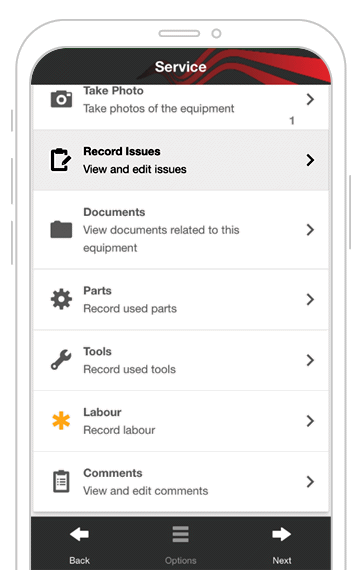 Service
Take Photo
Take photos of the equipment
1
Record Issues
View and edit issues
Documents
View documents related to this
equipment
Parts
Record used parts
Tools
Record used tools
Labour
Record labour
Comments
View and edit comments
Back
Options
Next